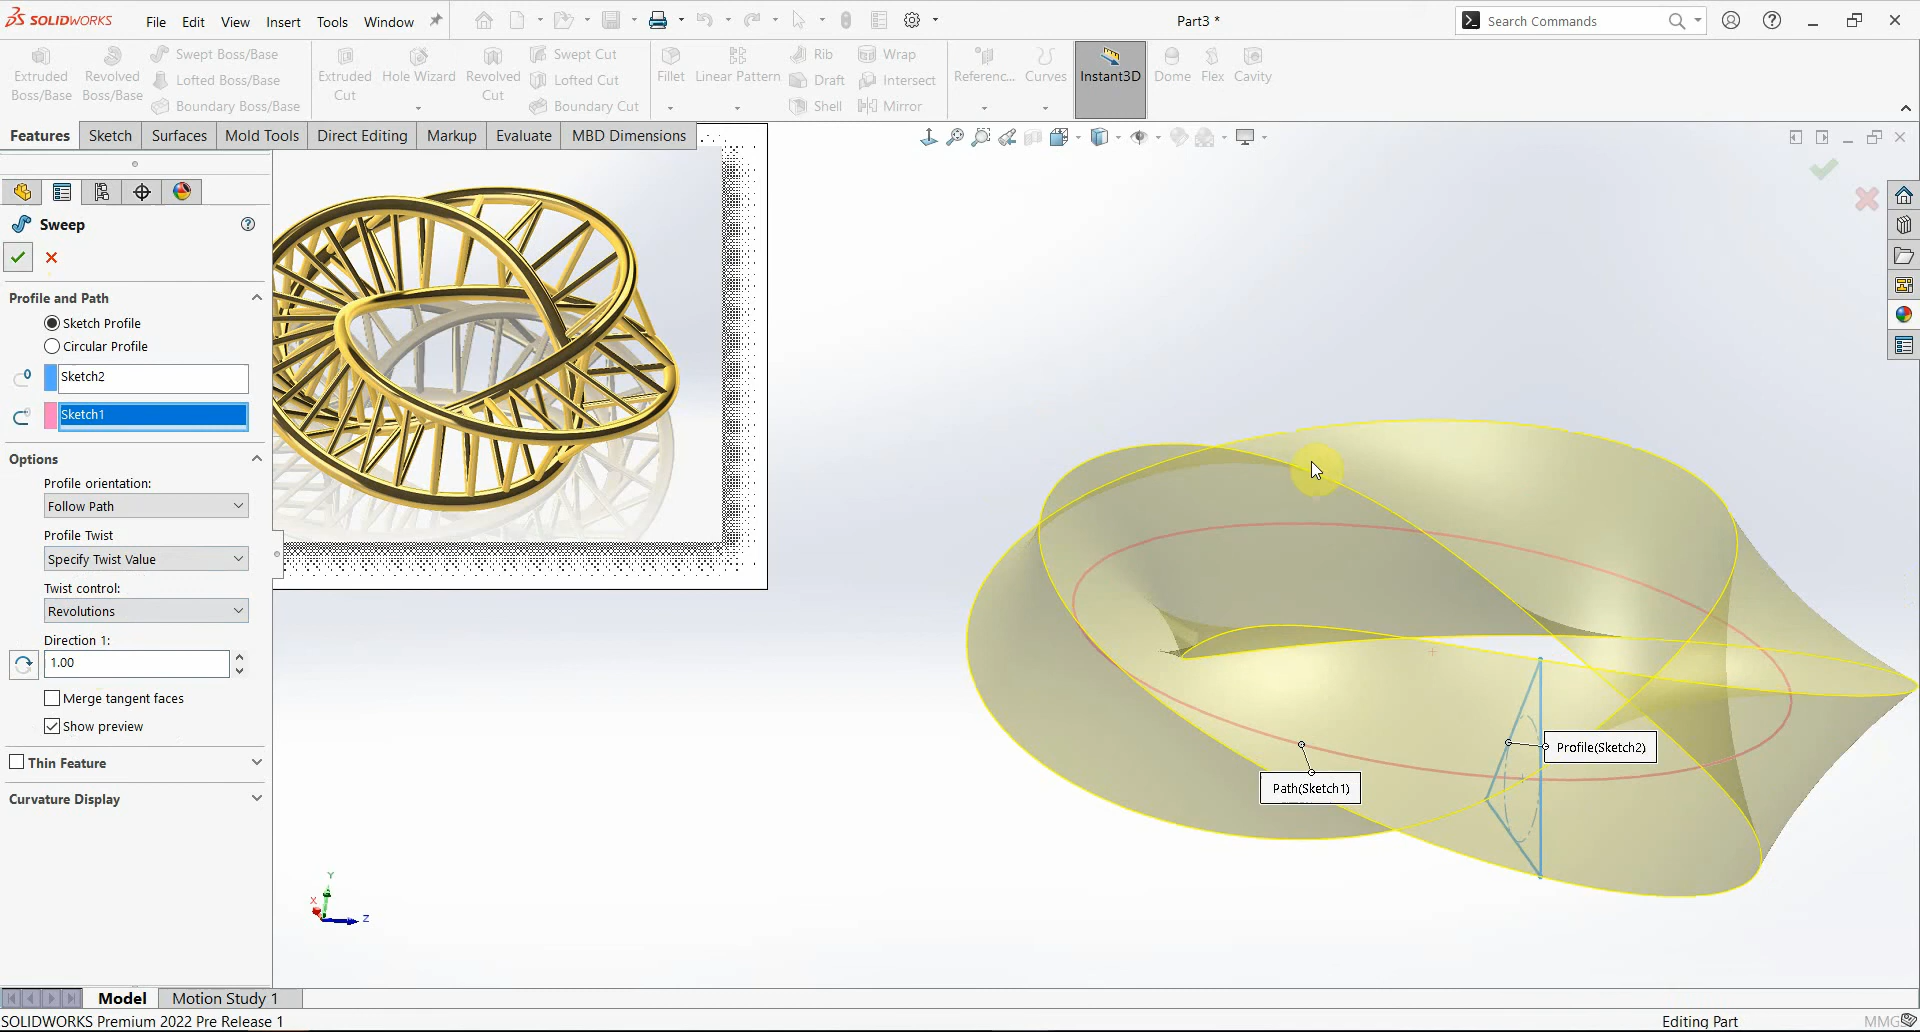 SOLIDWORKS
File Edit View Insert Tools Window
Part3 *
Search Commands
Extruded Boss/Base
Revolved Boss/Base
Swept Boss/Base
Lofted Boss/Base
Boundary Boss/Base
Extruded Cut
Hole Wizard
Revolved Cut
Swept Cut
Lofted Cut
Boundary Cut
Fillet
Linear Pattern
Rib
Draft
Shell
Wrap
Intersect
Mirror
Referenc...
Curves
Instant3D
Dome
Flex
Cavity
Features Sketch Surfaces Mold Tools Direct Editing Markup Evaluate MBD Dimensions
Sweep
Profile and Path
Sketch Profile
Circular Profile
Sketch2
Sketch1
Options
Profile orientation:
Follow Path
Profile Twist
Specify Twist Value
Twist control:
Revolutions
Direction 1:
1.00
Merge tangent faces
Show preview
Thin Feature
Curvature Display
Profile(Sketch2)
Path(Sketch1)
Y
X
Z
Model Motion Study 1
SOLIDWORKS Premium 2022 Pre Release 1
Editing Part